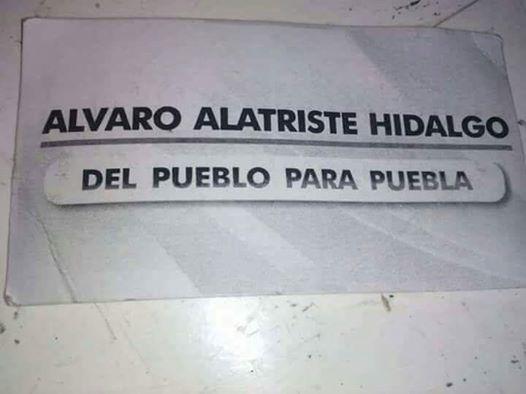 ALVARO ALATRISTE HIDALGO
DEL PUEBLO PARA PUEBLA